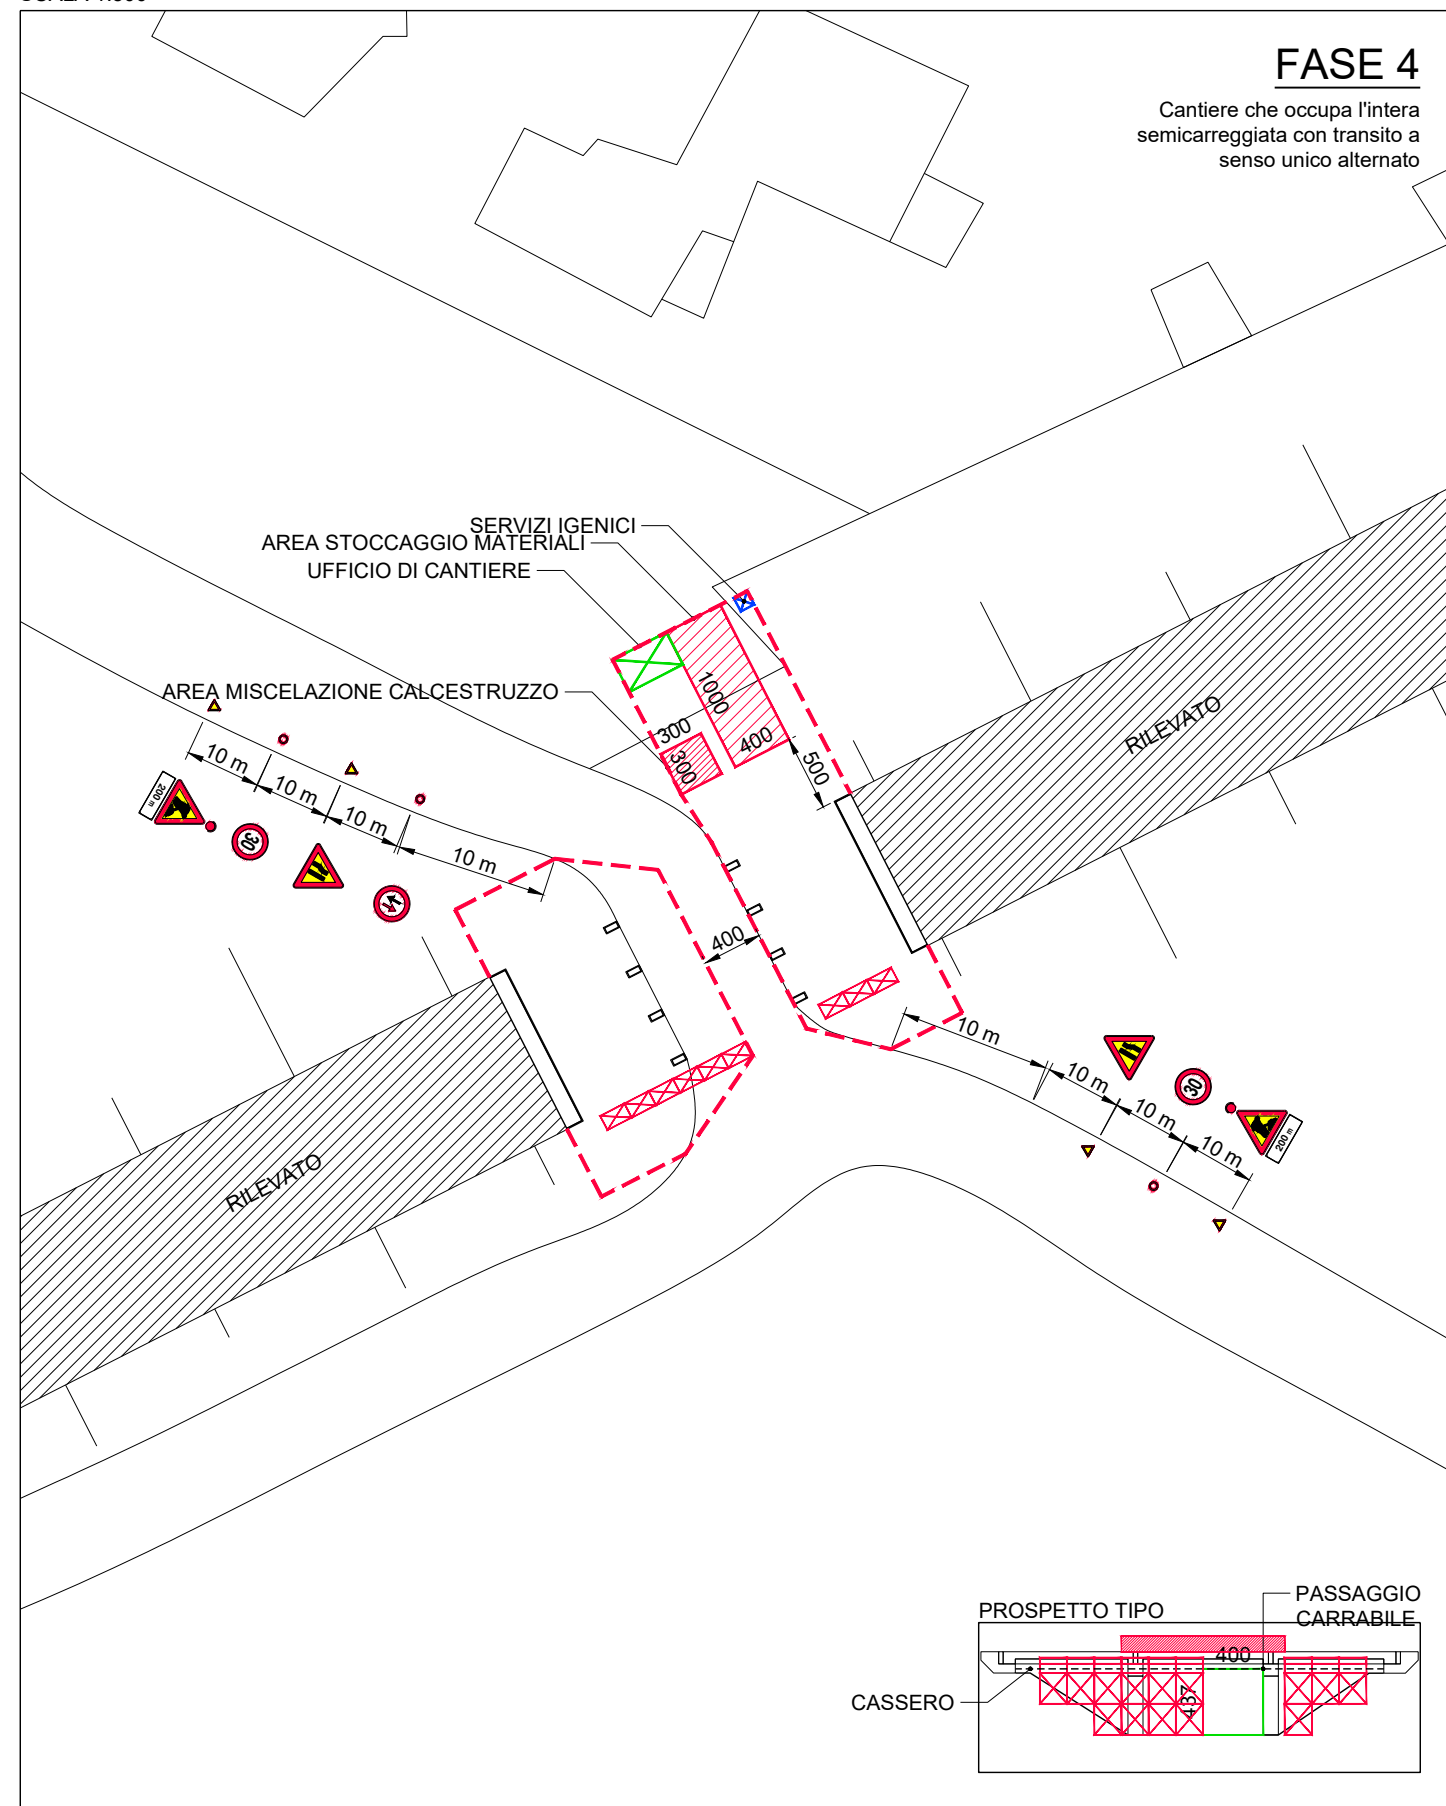 FASE 4
Cantiere che occupa l'intera
semicarreggiata con transito a
senso unico alternato
SERVIZI IGENICI
AREA STOCCAGGIO MATERIALI
UFFICIO DI CANTIERE
AREA MISCELAZIONE CALCESTRUZZO
1000
300
400
300
500
RILEVATO
10 m
10 m
10 m
10 m
200 m
30
400
10 m
10 m
10 m
10 m
30
200 m
RILEVATO
PROSPETTO TIPO
PASSAGGIO
CARRABILE
400
437
CASSERO